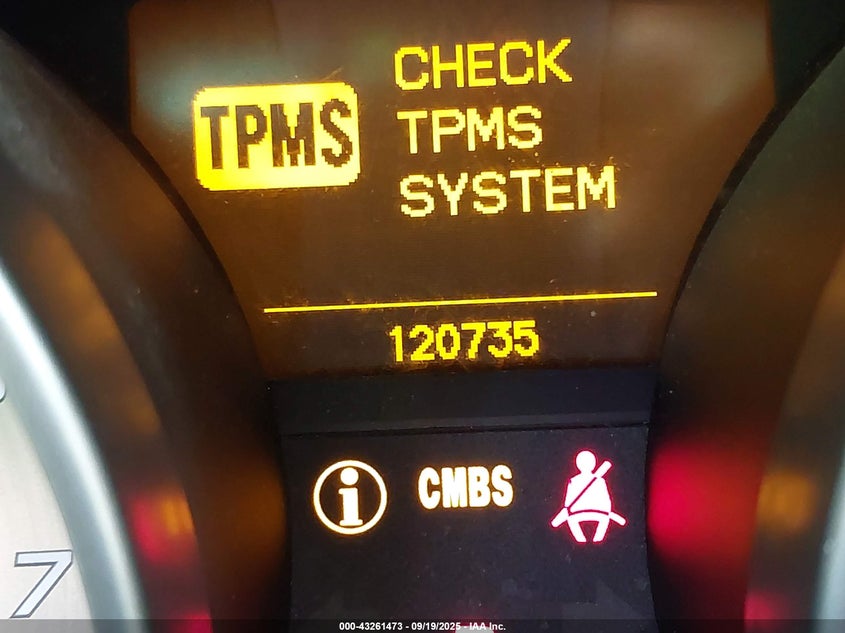 TPMS
CHECK
TPMS
SYSTEM
120735
i
CMBS
7
000-43261473 - 09/19/2025 - IAA Inc.